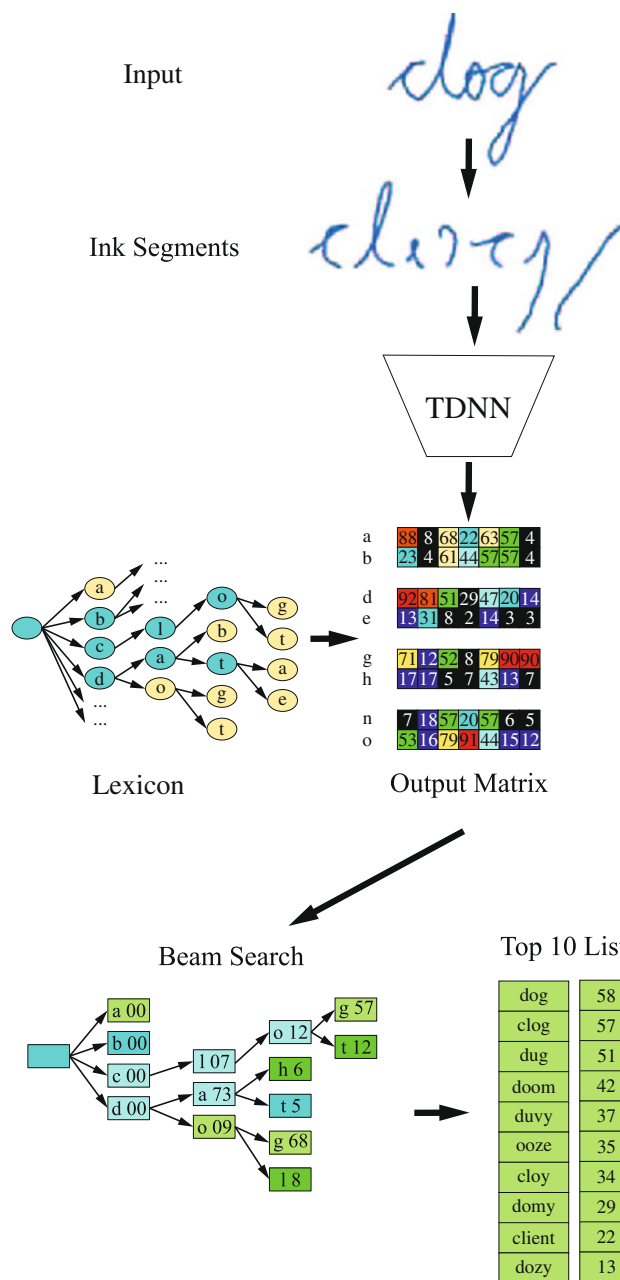 Input
clog
Ink Segments
TDNN
a 88 8 68 22 63 57 4
b 23 4 61 44 57 57 4
d 92 81 51 29 47 20 14
e 13 31 8 2 14 3 3
g 71 12 52 8 79 90 90
h 17 17 5 7 43 13 7
n 7 18 57 20 57 6 5
o 53 16 79 91 44 15 12
...
...
...
a
b
c
d
...
...
l
a
o
o
b
t
g
t
g
t
a
e
Lexicon
Output Matrix
Beam Search
a 00
b 00
c 00
d 00
l 07
a 73
o 09
o 12
h 6
t 5
g 68
l 8
g 57
t 12
Top 10 List
dog 58
clog 57
dug 51
doom 42
duvy 37
ooze 35
cloy 34
domy 29
client 22
dozy 13